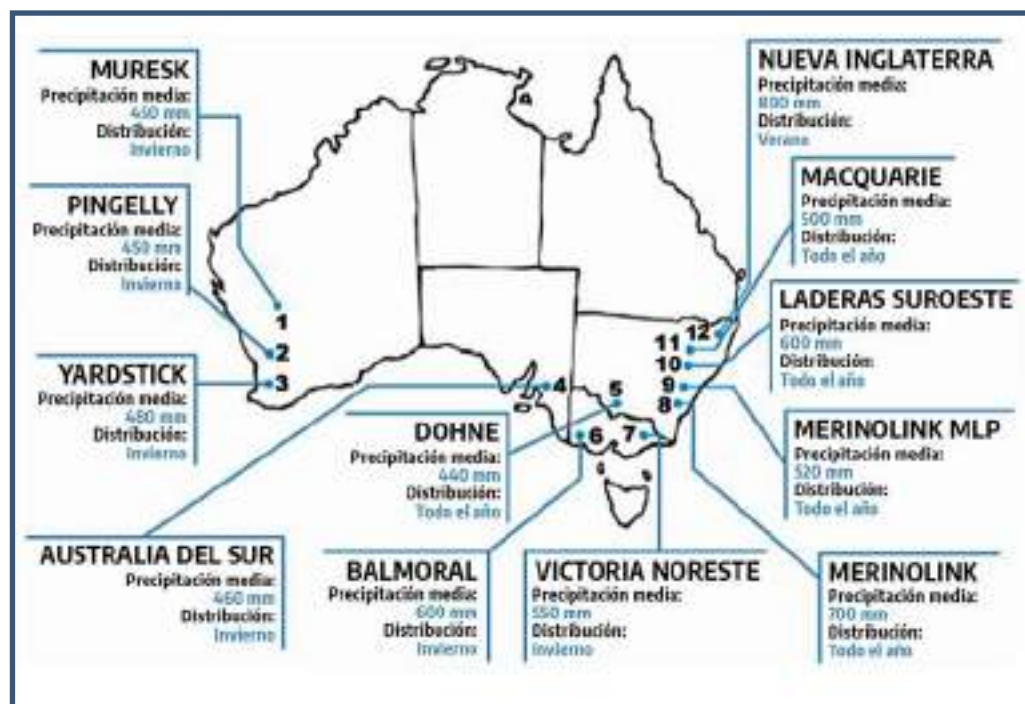 MURESK
Precipitación media:
450 mm
Distribución:
Invierno
PINGELLY
Precipitación media:
450 mm
Distribución:
Invierno
YARDSTICK
Precipitación media:
480 mm
Distribución:
Invierno
AUSTRALIA DEL SUR
Precipitación media:
460 mm
Distribución:
Invierno
DOHNE
Precipitación media:
440 mm
Distribución:
Todo el año
BALMORAL
Precipitación media:
600 mm
Distribución:
Invierno
VICTORIA NORESTE
Precipitación media:
550 mm
Distribución:
Invierno
MERINOLINK
Precipitación media:
700 mm
Distribución:
Todo el año
MERINOLINK MLP
Precipitación media:
520 mm
Distribución:
Todo el año
LADERAS SUROESTE
Precipitación media:
600 mm
Distribución:
Todo el año
MACQUARIE
Precipitación media:
500 mm
Distribución:
Todo el año
NUEVA INGLATERRA
Precipitación media:
800 mm
Distribución:
Verano
1
2
3
4
5
6
7
8
9
10
11
12